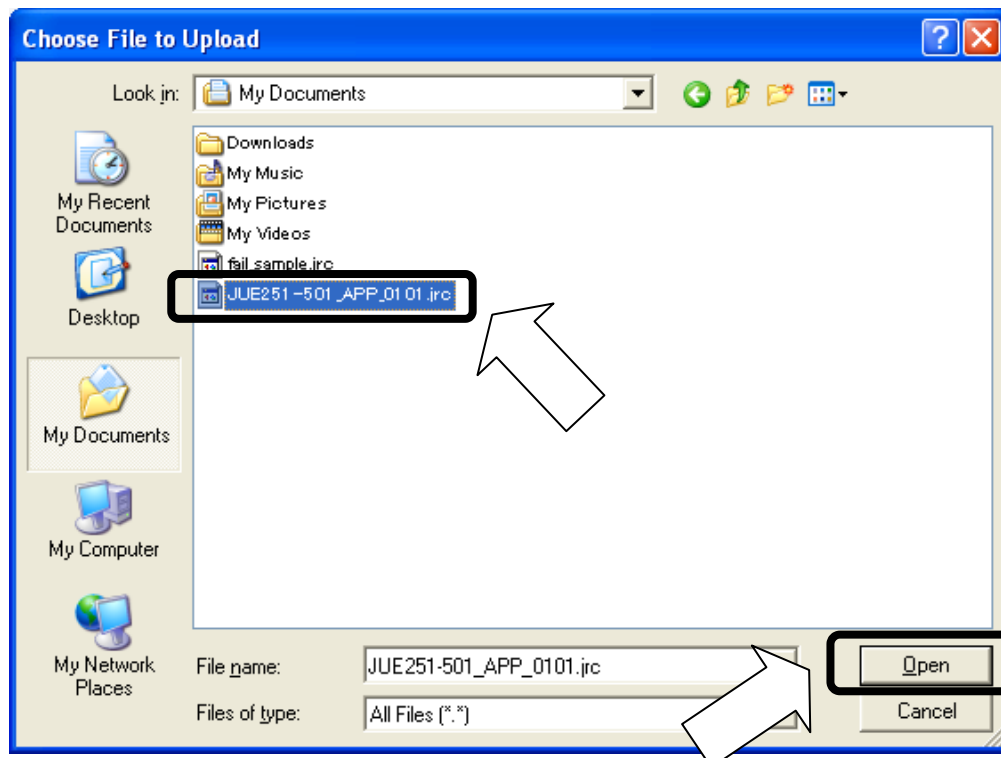 Choose File to Upload
Look in:
My Documents
My Recent
Documents
Desktop
My Documents
My Computer
My Network
Places
Downloads
My Music
My Pictures
My Videos
fail_sample.jrc
JUE251-501_APP_0101.jrc
File name:
JUE251-501_APP_0101.jrc
Open
Files of type:
All Files (*.*)
Cancel